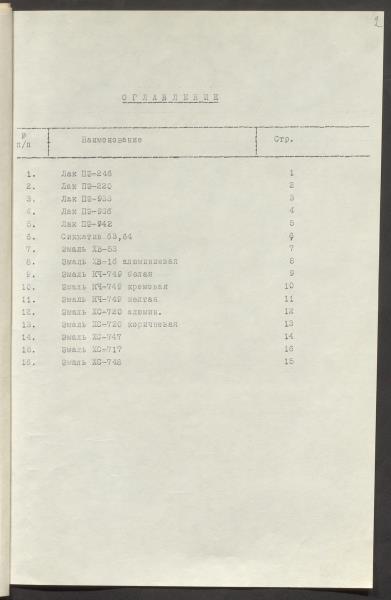 2
ОГЛАВЛЕНИЕ
№ п/п Наименование Стр.
1. Лак ПЭ-246 1
2. Лак ПЭ-220 2
3. Лак ПЭ-933 3
4. Лак ПЭ-936 4
5. Лак ПЭ-942 5
6. Сиккатив 63,64 6
7. Эмаль ХВ-53 7
8. Эмаль ХВ-16 алюминиевая 8
9. Эмаль КЧ-749 белая 9
10. Эмаль КЧ-749 кремовая 10
11. Эмаль КЧ-749 желтая 11
12. Эмаль ХС-720 алюмин. 12
13. Эмаль ХС-720 коричневая 13
14. Эмаль ХС-747 14
15. Эмаль ХС-717 16
16. Эмаль ХС-748 15